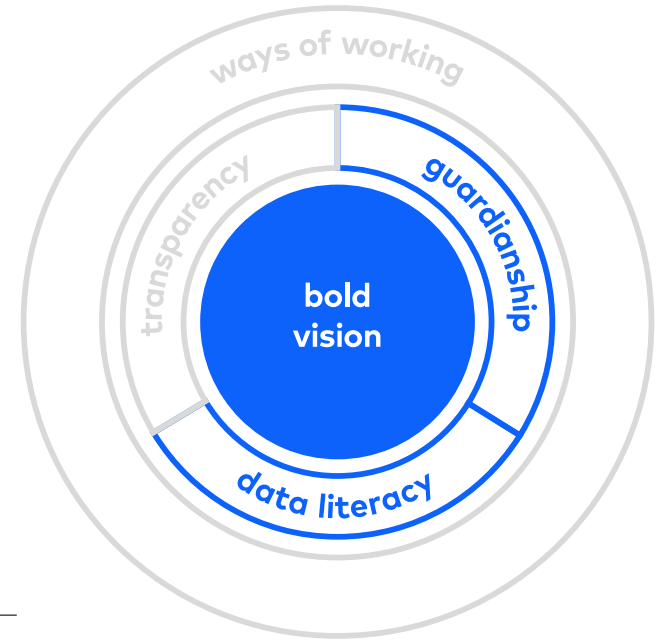 ways of working
transparency
guardianship
bold
vision
data literacy